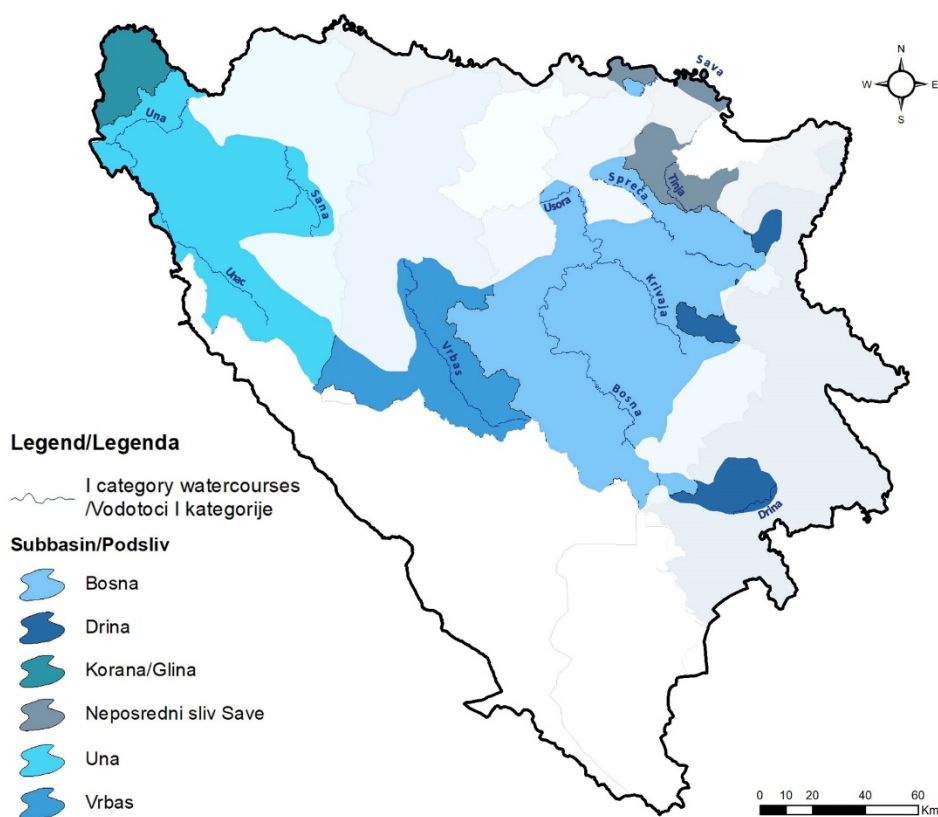 Sava
N
W E
S
Una
Sana
Spreča
Tinja
Usora
Unac
Krivaja
Vrbas
Bosna
Drina
Legend/Legenda
I category watercourses
/Vodotoci I kategorije
Subbasin/Podsliv
Bosna
Drina
Korana/Glina
Neposredni sliv Save
Una
Vrbas
0 10 20 40 60
Km